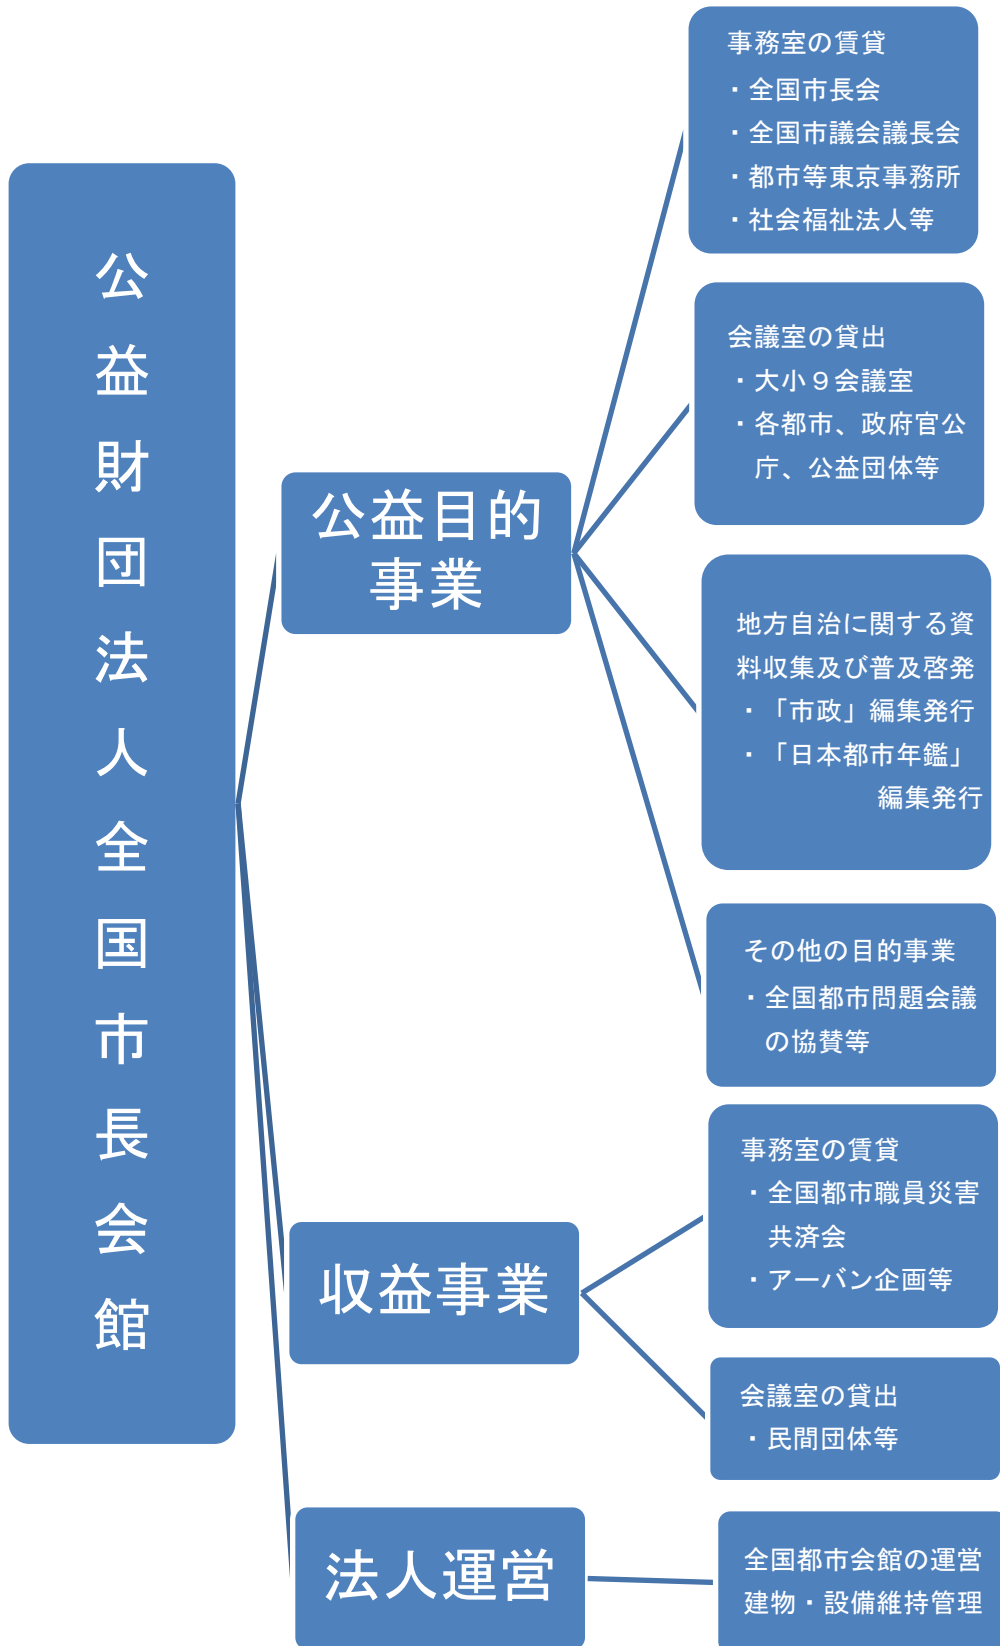 公益財団法人全国市長会館
公益目的
事業
事務室の賃貸
・全国市長会
・全国市議会議長会
・都市等東京事務所
・社会福祉法人等
会議室の貸出
・大小９会議室
・各都市、政府官公
庁、公益団体等
地方自治に関する資
料収集及び普及啓発
・「市政」編集発行
・「日本都市年鑑」
編集発行
その他の目的事業
・全国都市問題会議
の協賛等
収益事業
事務室の賃貸
・全国都市職員災害
共済会
・アーバン企画等
会議室の貸出
・民間団体等
法人運営
全国都市会館の運営
建物・設備維持管理